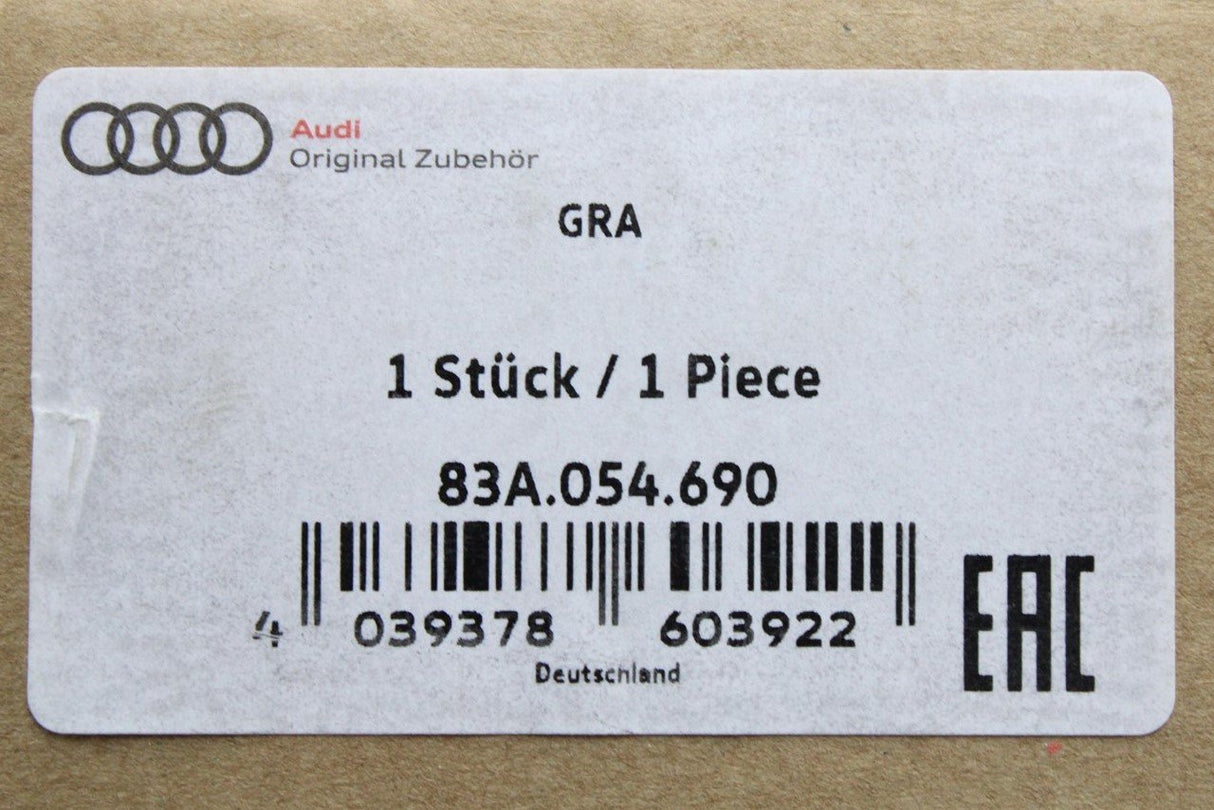 Audi
Original Zubehör
GRA
1 Stück / 1 Piece
83A.054.690
4 039378 603922
Deutschland
EAC